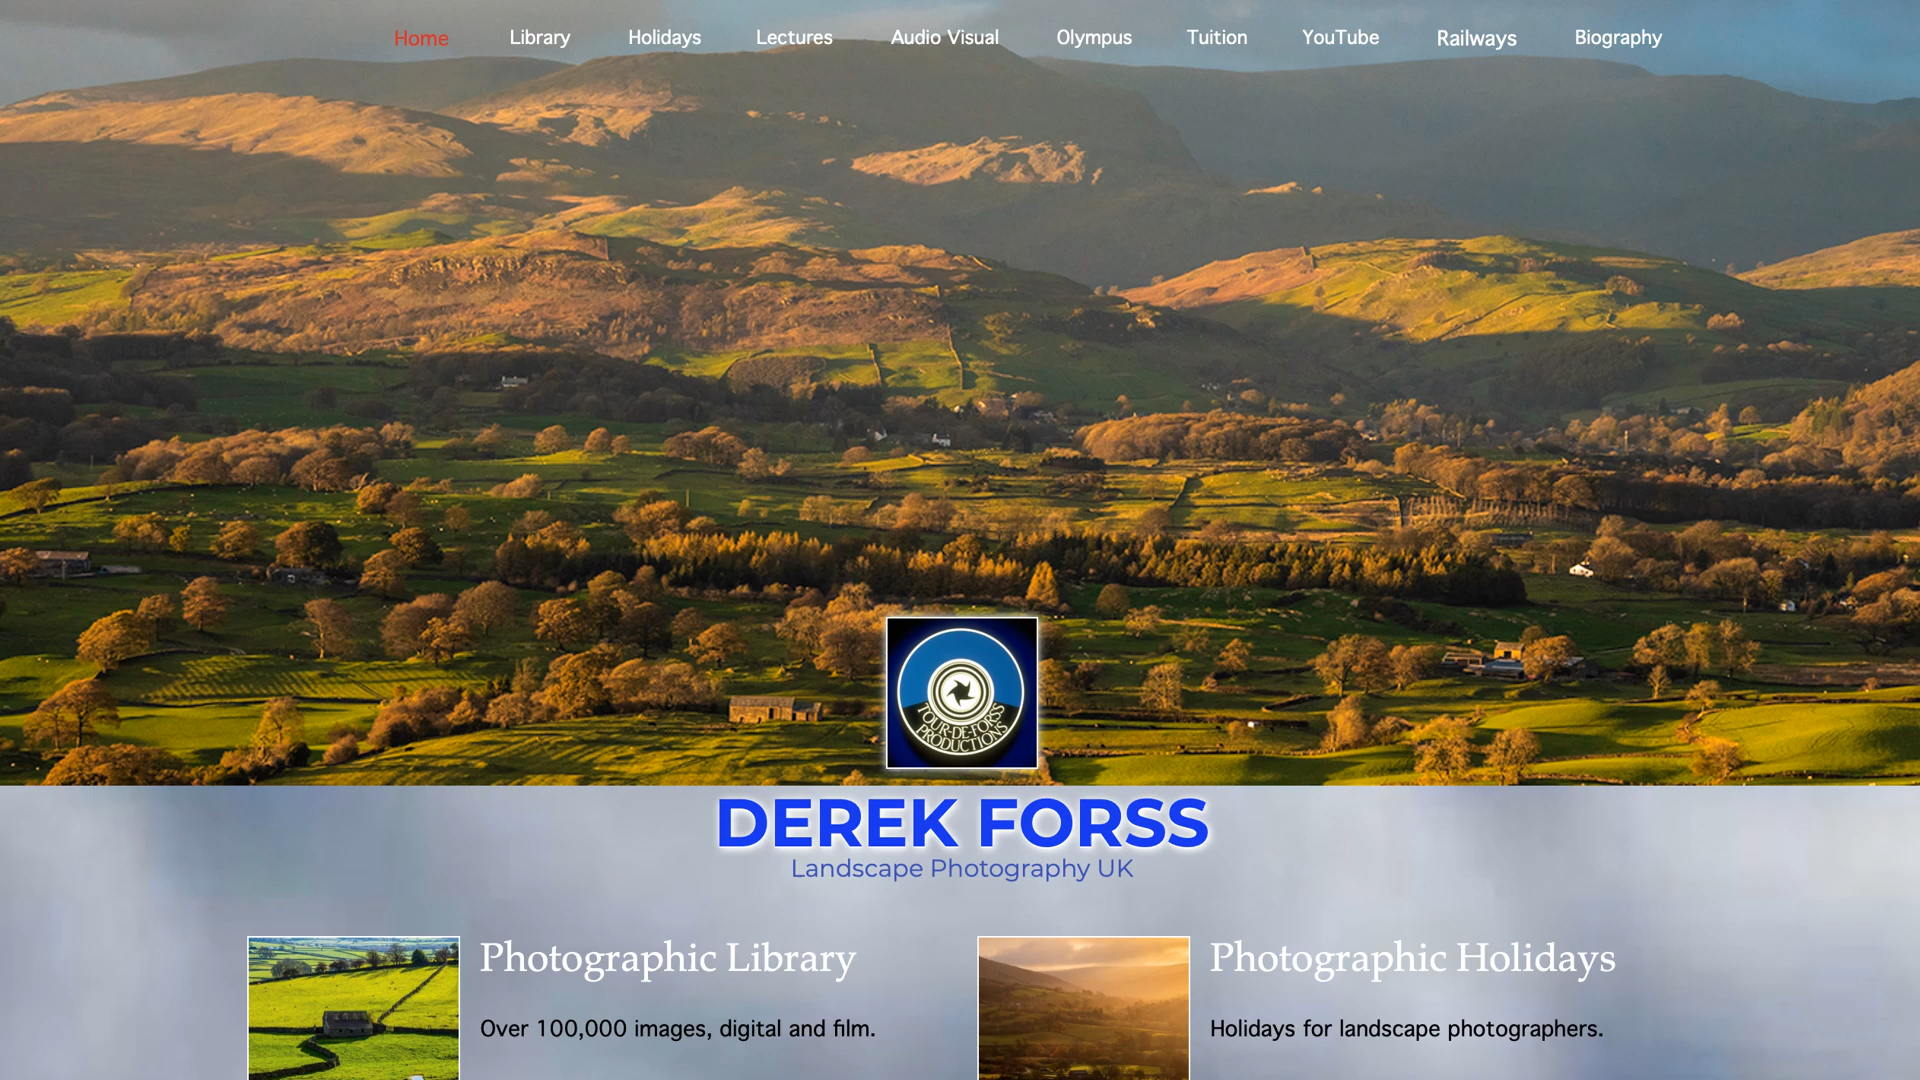 Home Library Holidays Lectures Audio Visual Olympus Tuition YouTube Railways Biography
TOUR-DE-FORSS
PRODUCTIONS
DEREK FORSS
Landscape Photography UK
Photographic Library
Over 100,000 images, digital and film.
Photographic Holidays
Holidays for landscape photographers.